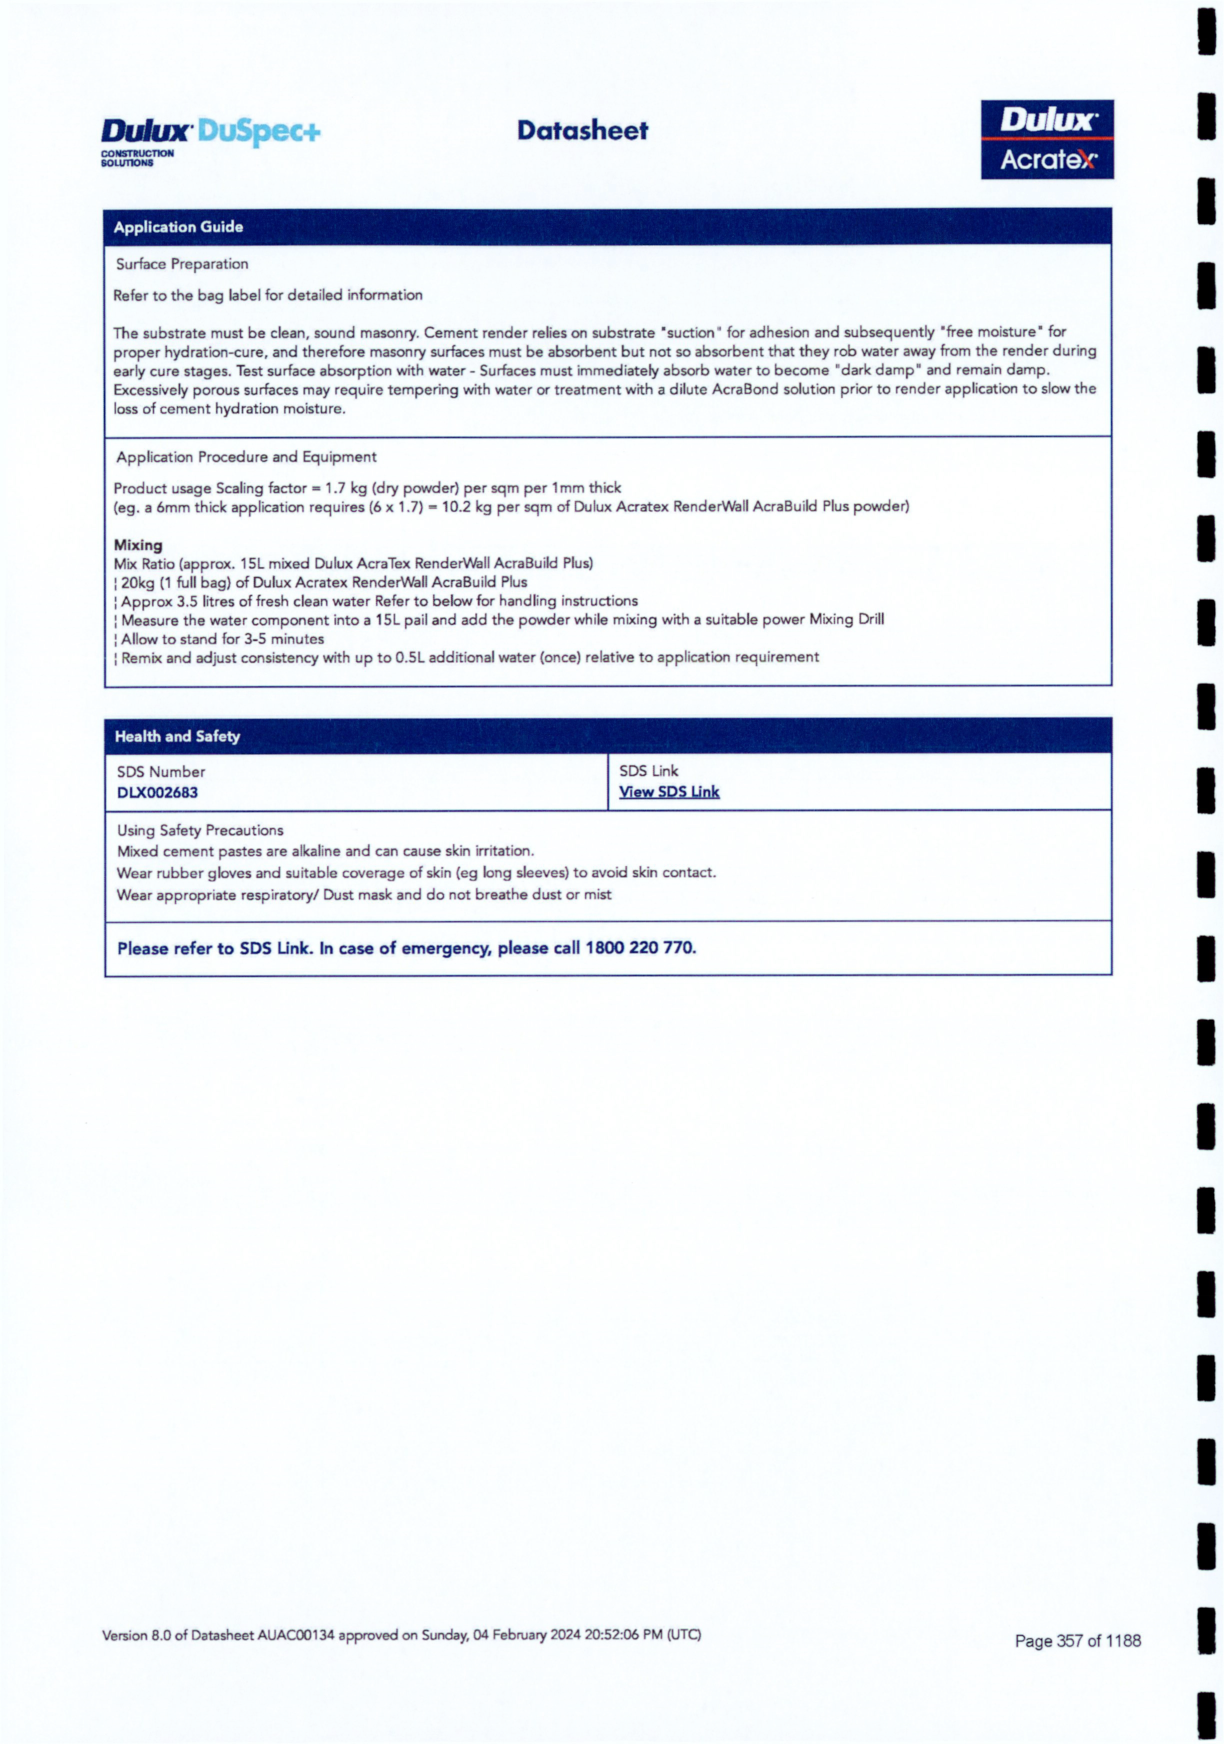 Dulux DuSpec+
CONSTRUCTION
SOLUTIONS
Datasheet
Dulux
Acratex
Application Guide
Surface Preparation
Refer to the bag label for detailed information
The substrate must be clean, sound masonry. Cement render relies on substrate "suction" for adhesion and subsequently "free moisture" for
proper hydration-cure, and therefore masonry surfaces must be absorbent but not so absorbent that they rob water away from the render during
early cure stages. Test surface absorption with water - Surfaces must immediately absorb water to become "dark damp" and remain damp.
Excessively porous surfaces may require tempering with water or treatment with a dilute AcraBond solution prior to render application to slow the
loss of cement hydration moisture.
Application Procedure and Equipment
Product usage Scaling factor = 1.7 kg (dry powder) per sqm per 1mm thick
(eg. a 6mm thick application requires (6 x 1.7) = 10.2 kg per sqm of Dulux Acratex RenderWall AcraBuild Plus powder)
Mixing
Mix Ratio (approx. 15L mixed Dulux AcraTex RenderWall AcraBuild Plus)
¦ 20kg (1 full bag) of Dulux Acratex RenderWall AcraBuild Plus
¦ Approx 3.5 litres of fresh clean water Refer to below for handling instructions
¦ Measure the water component into a 15L pail and add the powder while mixing with a suitable power Mixing Drill
¦ Allow to stand for 3-5 minutes
¦ Remix and adjust consistency with up to 0.5L additional water (once) relative to application requirement
Health and Safety
SDS Number
DLX002683
SDS Link
View SDS Link
Using Safety Precautions
Mixed cement pastes are alkaline and can cause skin irritation.
Wear rubber gloves and suitable coverage of skin (eg long sleeves) to avoid skin contact.
Wear appropriate respiratory/ Dust mask and do not breathe dust or mist
Please refer to SDS Link. In case of emergency, please call 1800 220 770.
Version 8.0 of Datasheet AUAC00134 approved on Sunday, 04 February 2024 20:52:06 PM (UTC)
Page 357 of 1188